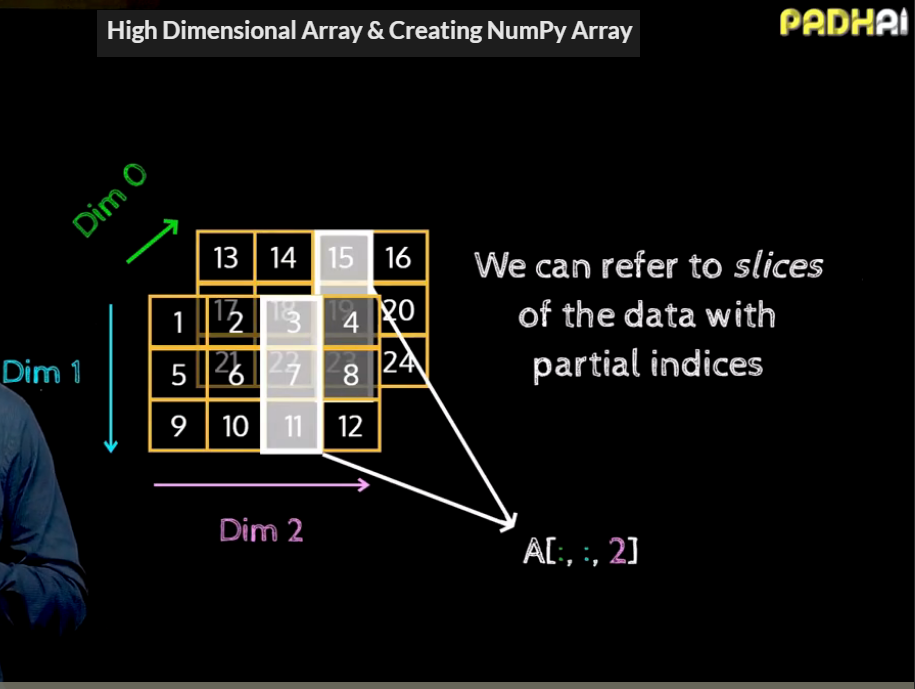 High Dimensional Array & Creating NumPy Array
PADHAI
Dim 0
13 14 15 16
17 18 19 20
21 22 23 24
1 2 3 4
5 6 7 8
9 10 11 12
Dim 1
Dim 2
We can refer to slices
of the data with
partial indices
A[:, :, 2]